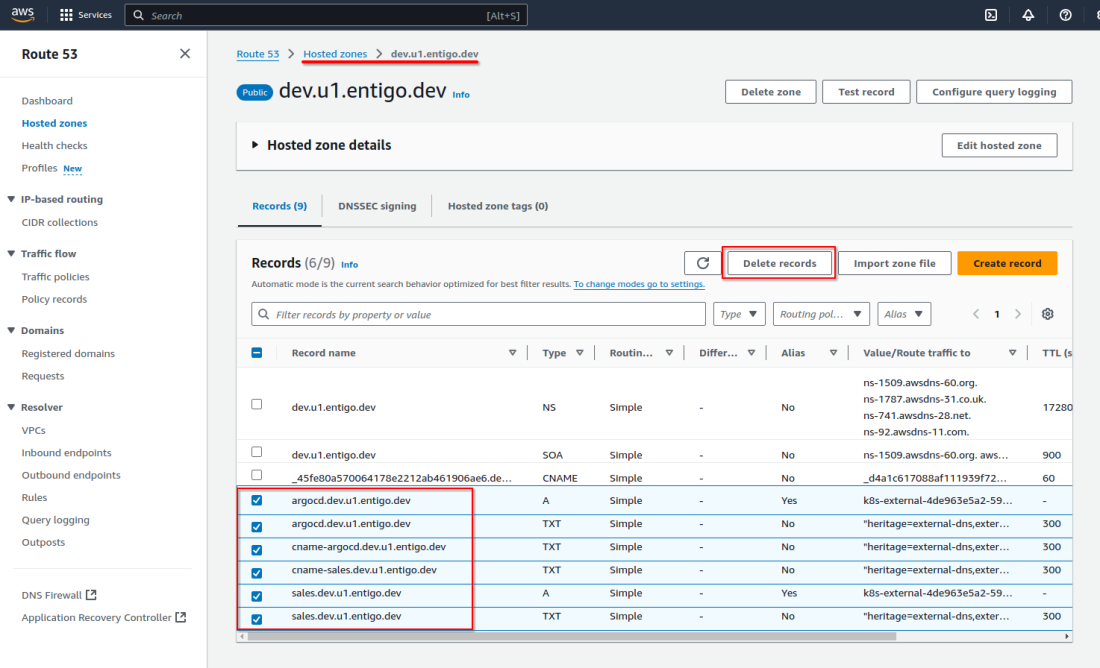 aws
Services
Search
[Alt+S]
Route 53
Dashboard
Hosted zones
Health checks
Profiles New
IP-based routing
CIDR collections
Traffic flow
Traffic policies
Policy records
Domains
Registered domains
Requests
Resolver
VPCs
Inbound endpoints
Outbound endpoints
Rules
Query logging
Outposts
DNS Firewall
Application Recovery Controller
Route 53 > Hosted zones > dev.u1.entigo.dev
Public dev.u1.entigo.dev Info
Delete zone
Test record
Configure query logging
Hosted zone details
Edit hosted zone
Records (9)
DNSSEC signing
Hosted zone tags (0)
Records (6/9) Info
Delete records
Import zone file
Create record
Automatic mode is the current search behavior optimized for best filter results. To change modes go to settings.
Filter records by property or value
Type
Routing pol...
Alias
1
Record name Type Routin... Differ... Alias Value/Route traffic to TTL (s
dev.u1.entigo.dev NS Simple - No ns-1509.awsdns-60.org. 17280
ns-1787.awsdns-31.co.uk.
ns-741.awsdns-28.net.
ns-92.awsdns-11.com.
dev.u1.entigo.dev SOA Simple - No ns-1509.awsdns-60.org. aws... 900
_45fe80a570064178e2212ab461906ae6.de... CNAME Simple - No _d4a1c617088af111939f72... 60
argocd.dev.u1.entigo.dev A Simple - Yes k8s-external-4de963e5a2-59... -
argocd.dev.u1.entigo.dev TXT Simple - No "heritage=external-dns,exter... 300
cname-argocd.dev.u1.entigo.dev TXT Simple - No "heritage=external-dns,exter... 300
cname-sales.dev.u1.entigo.dev TXT Simple - No "heritage=external-dns,exter... 300
sales.dev.u1.entigo.dev A Simple - Yes k8s-external-4de963e5a2-59... -
sales.dev.u1.entigo.dev TXT Simple - No "heritage=external-dns,exter... 300